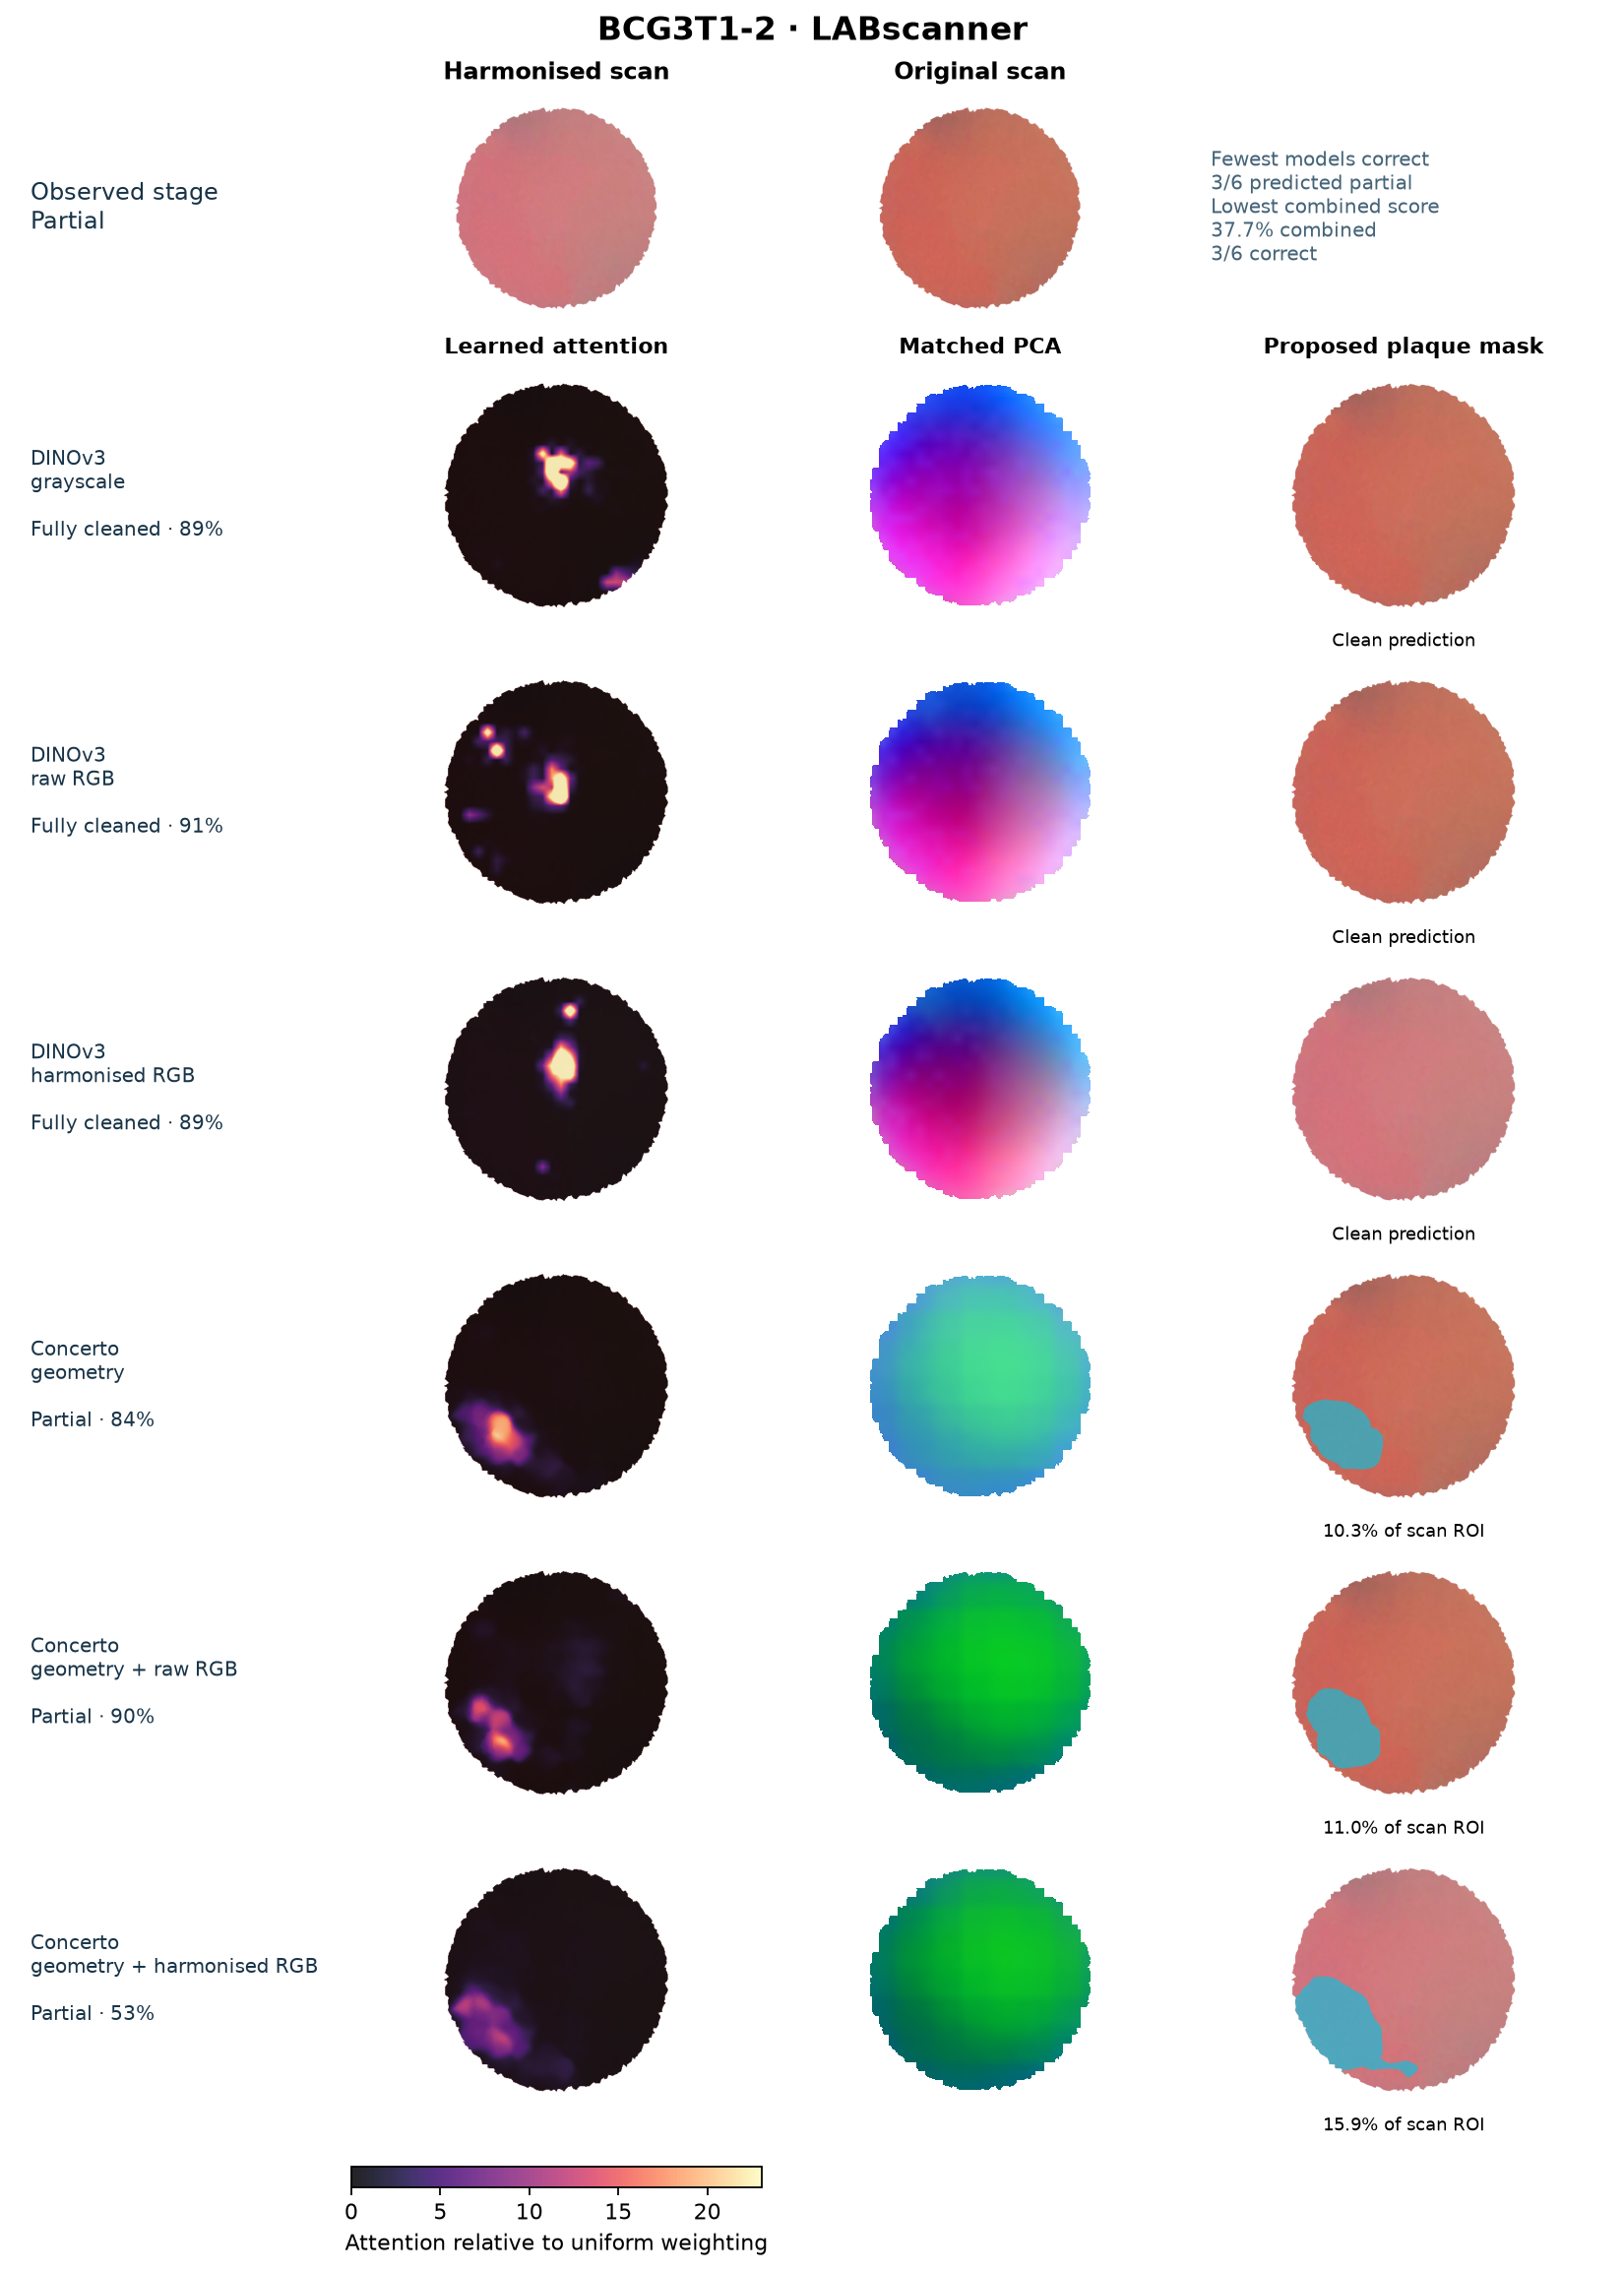 BCG3T1-2 · LABscanner
Harmonised scan
Original scan
Observed stage
Partial
Fewest models correct
3/6 predicted partial
Lowest combined score
37.7% combined
3/6 correct
Learned attention
Matched PCA
Proposed plaque mask
DINOv3
grayscale
Fully cleaned · 89%
Clean prediction
DINOv3
raw RGB
Fully cleaned · 91%
Clean prediction
DINOv3
harmonised RGB
Fully cleaned · 89%
Clean prediction
Concerto
geometry
Partial · 84%
10.3% of scan ROI
Concerto
geometry + raw RGB
Partial · 90%
11.0% of scan ROI
Concerto
geometry + harmonised RGB
Partial · 53%
15.9% of scan ROI
0 5 10 15 20
Attention relative to uniform weighting